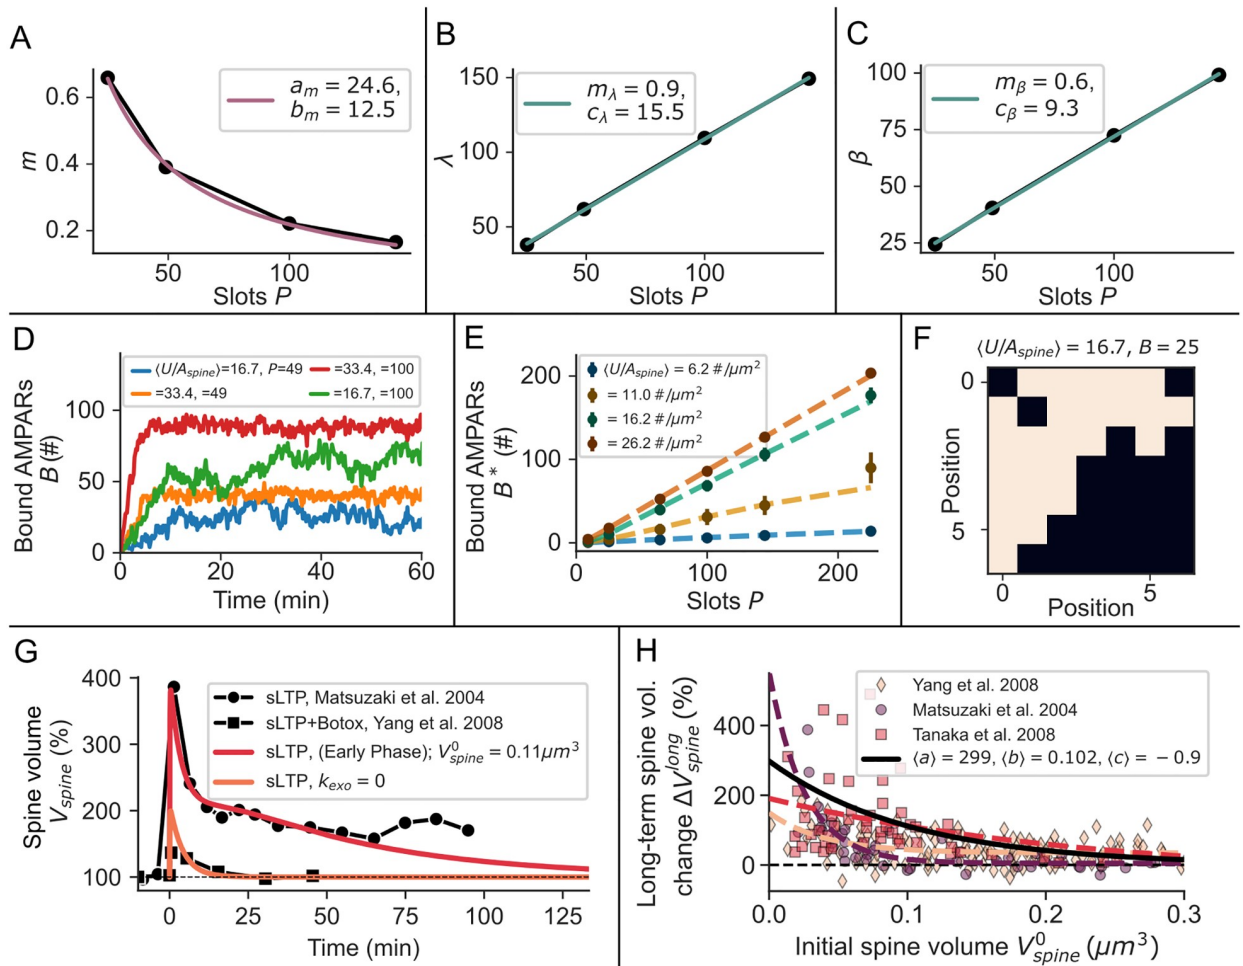 A
0.6
0.4
0.2
m
a_m = 24.6,
b_m = 12.5
50
100
Slots P
B
150
100
50
λ
m_λ = 0.9,
c_λ = 15.5
50
100
Slots P
C
100
75
50
25
β
m_β = 0.6,
c_β = 9.3
50
100
Slots P
D
Bound AMPARs
B (#)
100
50
0
⟨U/A_spine⟩=16.7, P=49
=33.4, =49
=33.4, =100
=16.7, =100
0
20
40
60
Time (min)
E
Bound AMPARs
B* (#)
200
100
0
⟨U/A_spine⟩ = 6.2 #/μm²
= 11.0 #/μm²
= 16.2 #/μm²
= 26.2 #/μm²
0
100
200
Slots P
F
⟨U/A_spine⟩ = 16.7, B = 25
0
5
Position
0
5
Position
G
Spine volume
V_spine (%)
400
300
200
100
sLTP, Matsuzaki et al. 2004
sLTP+Botox, Yang et al. 2008
sLTP, (Early Phase); V⁰_spine = 0.11μm³
sLTP, k_exo = 0
0
25
50
75
100
125
Time (min)
H
Long-term spine vol.
change ΔV^long_spine (%)
400
200
0
Yang et al. 2008
Matsuzaki et al. 2004
Tanaka et al. 2008
⟨a⟩ = 299, ⟨b⟩ = 0.102, ⟨c⟩ = −0.9
0.0
0.1
0.2
0.3
Initial spine volume V⁰_spine (μm³)